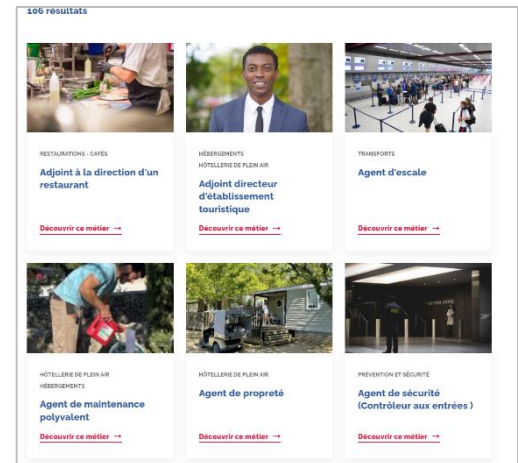 106 résultats
RESTAURATIONS - CAFÉS
Adjoint à la direction d'un
restaurant
Découvrir ce métier →
HÉBERGEMENTS
HÔTELLERIE DE PLEIN AIR
Adjoint directeur
d'établissement
touristique
Découvrir ce métier →
TRANSPORTS
Agent d'escale
Découvrir ce métier →
HÔTELLERIE DE PLEIN AIR
HÉBERGEMENTS
Agent de maintenance
polyvalent
Découvrir ce métier →
HÔTELLERIE DE PLEIN AIR
Agent de propreté
Découvrir ce métier →
PRÉVENTION ET SÉCURITÉ
Agent de sécurité
(Contrôleur aux entrées )
Découvrir ce métier →